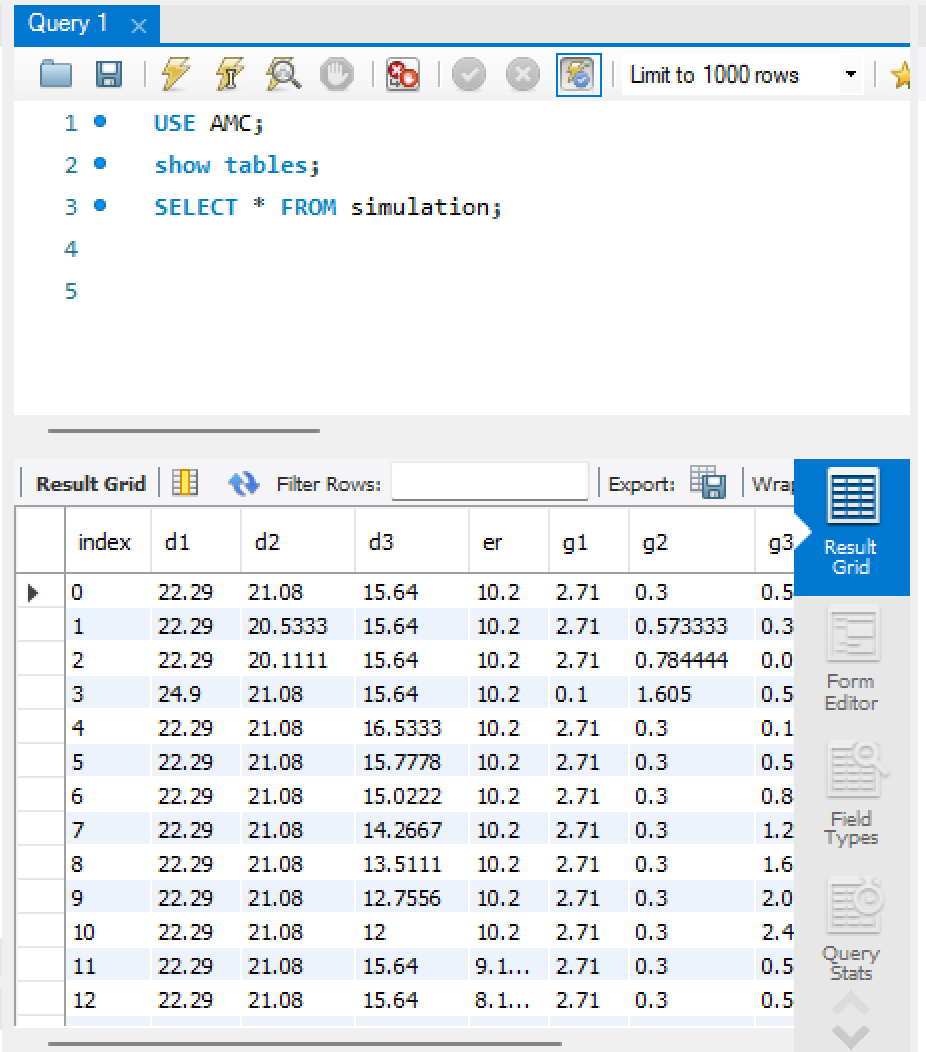 Query 1
Limit to 1000 rows
1 USE AMC;
2 show tables;
3 SELECT * FROM simulation;
4
5
Result Grid Filter Rows: Export: Wrap
index d1 d2 d3 er g1 g2 g3
0 22.29 21.08 15.64 10.2 2.71 0.3 0.5
1 22.29 20.5333 15.64 10.2 2.71 0.573333 0.3
2 22.29 20.1111 15.64 10.2 2.71 0.784444 0.0
3 24.9 21.08 15.64 10.2 0.1 1.605 0.5
4 22.29 21.08 16.5333 10.2 2.71 0.3 0.1
5 22.29 21.08 15.7778 10.2 2.71 0.3 0.5
6 22.29 21.08 15.0222 10.2 2.71 0.3 0.8
7 22.29 21.08 14.2667 10.2 2.71 0.3 1.2
8 22.29 21.08 13.5111 10.2 2.71 0.3 1.6
9 22.29 21.08 12.7556 10.2 2.71 0.3 2.0
10 22.29 21.08 12 10.2 2.71 0.3 2.4
11 22.29 21.08 15.64 9.1... 2.71 0.3 0.5
12 22.29 21.08 15.64 8.1... 2.71 0.3 0.5
Result
Grid
Form
Editor
Field
Types
Query
Stats